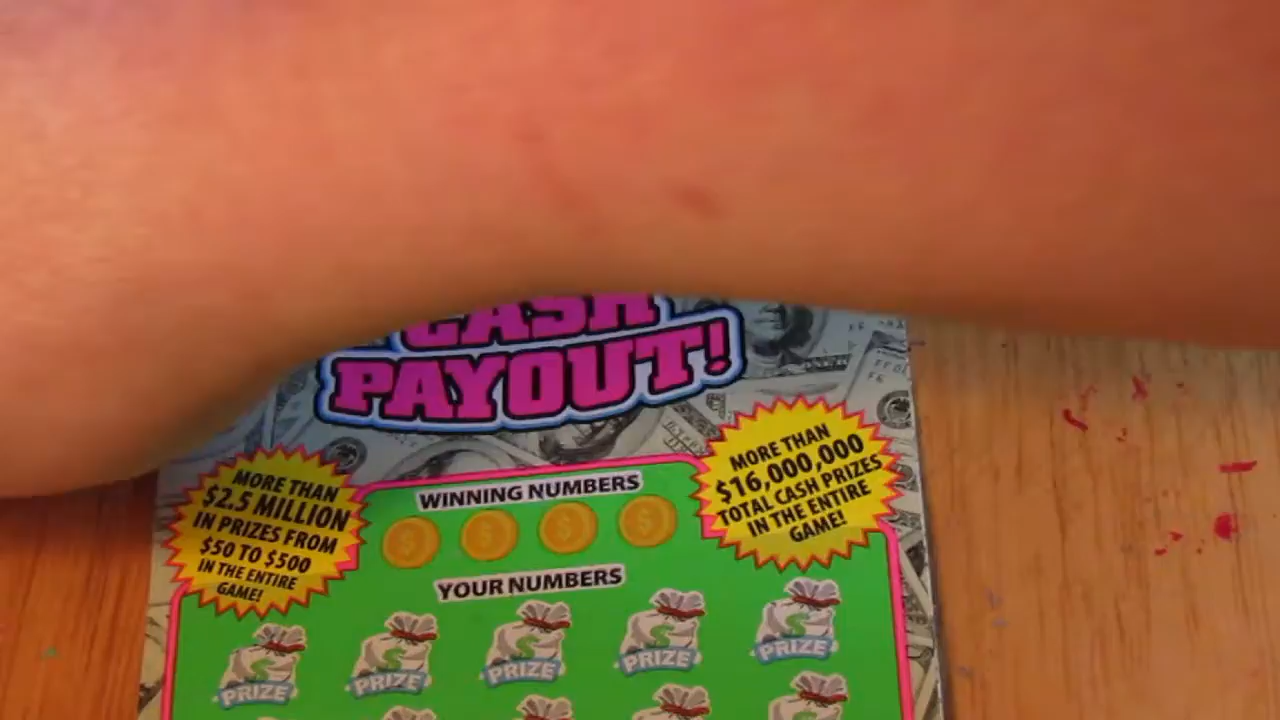 CASH
PAYOUT!
MORE THAN
$2.5 MILLION
IN PRIZES FROM
$50 TO $500
IN THE ENTIRE
GAME!
MORE THAN
$16,000,000
TOTAL CASH PRIZES
IN THE ENTIRE
GAME!
WINNING NUMBERS
$ $ $ $
YOUR NUMBERS
$ $ $ $ $
PRIZE PRIZE PRIZE PRIZE PRIZE